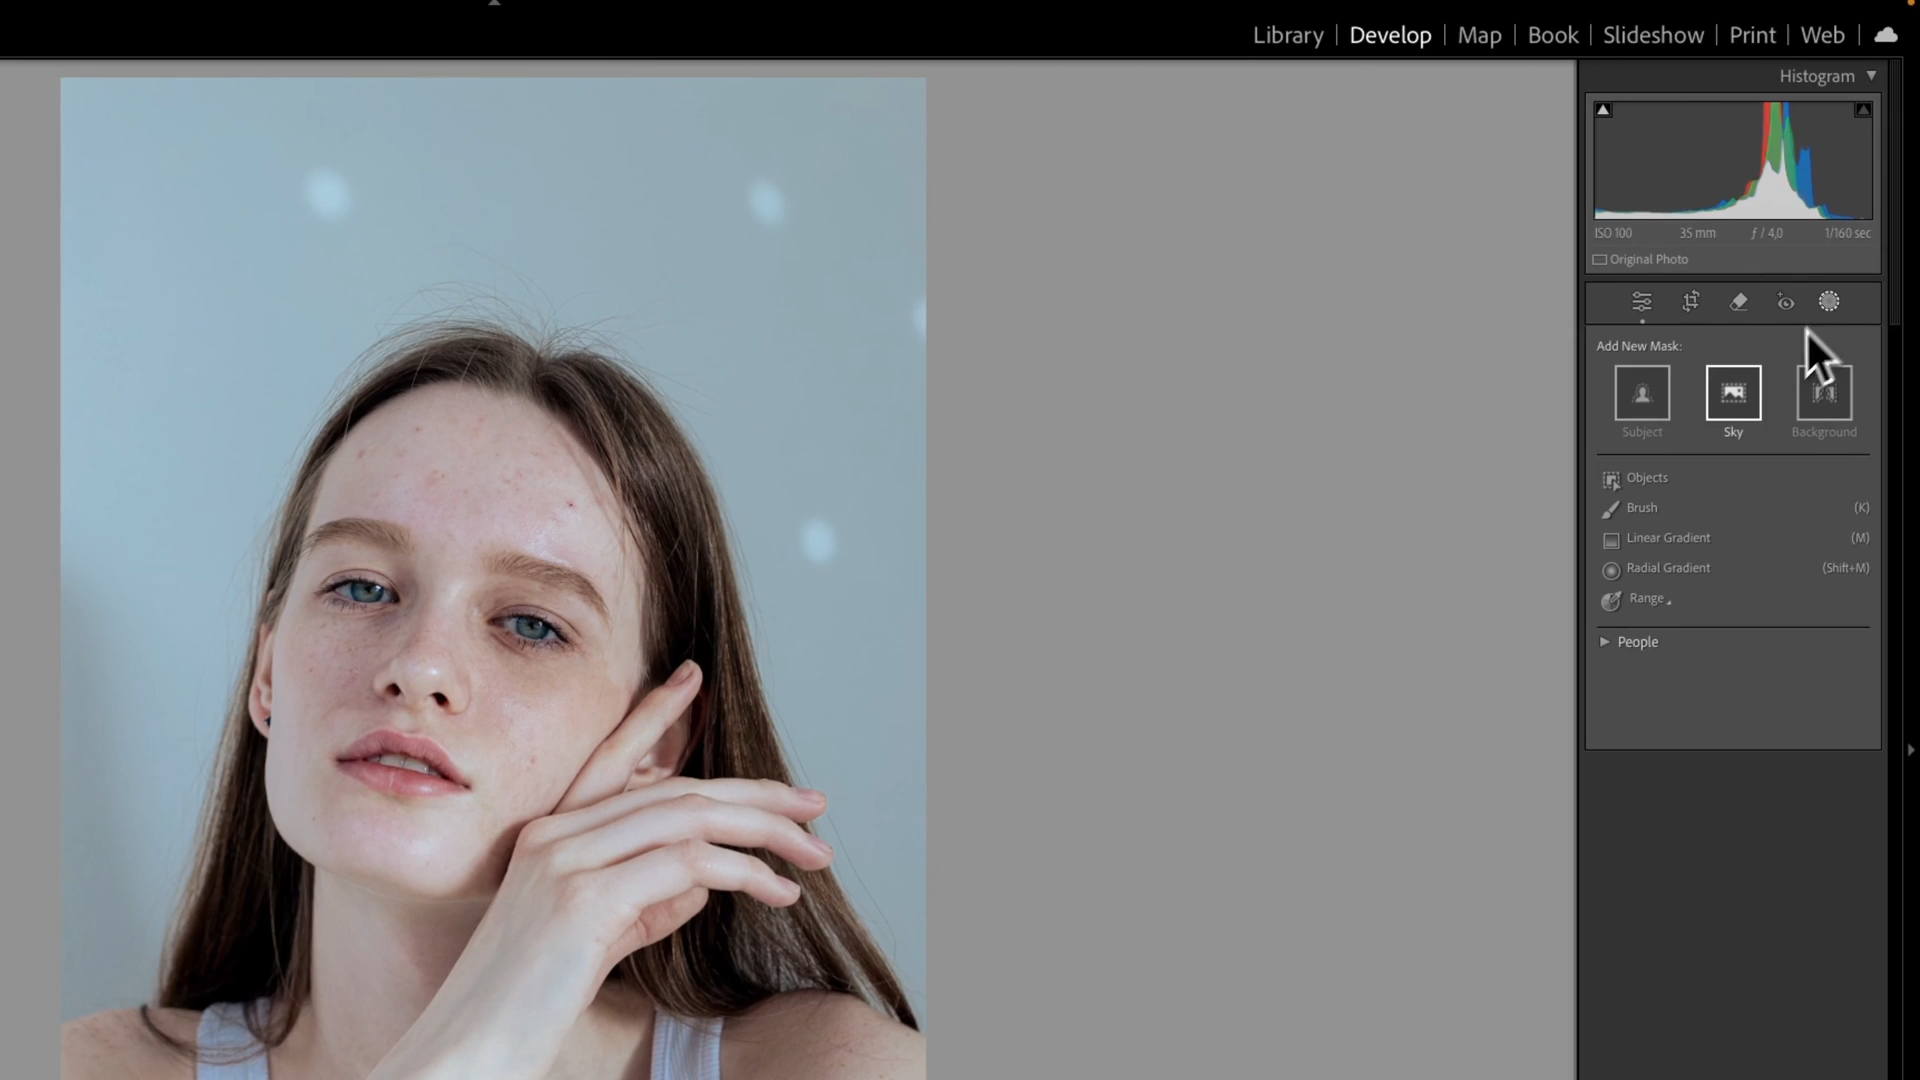 Library | Develop | Map | Book | Slideshow | Print | Web |
Histogram
ISO 100 35 mm ƒ / 4,0 1/160 sec
Original Photo
Add New Mask:
Subject Sky Background
Objects
Brush (K)
Linear Gradient (M)
Radial Gradient (Shift+M)
Range
People